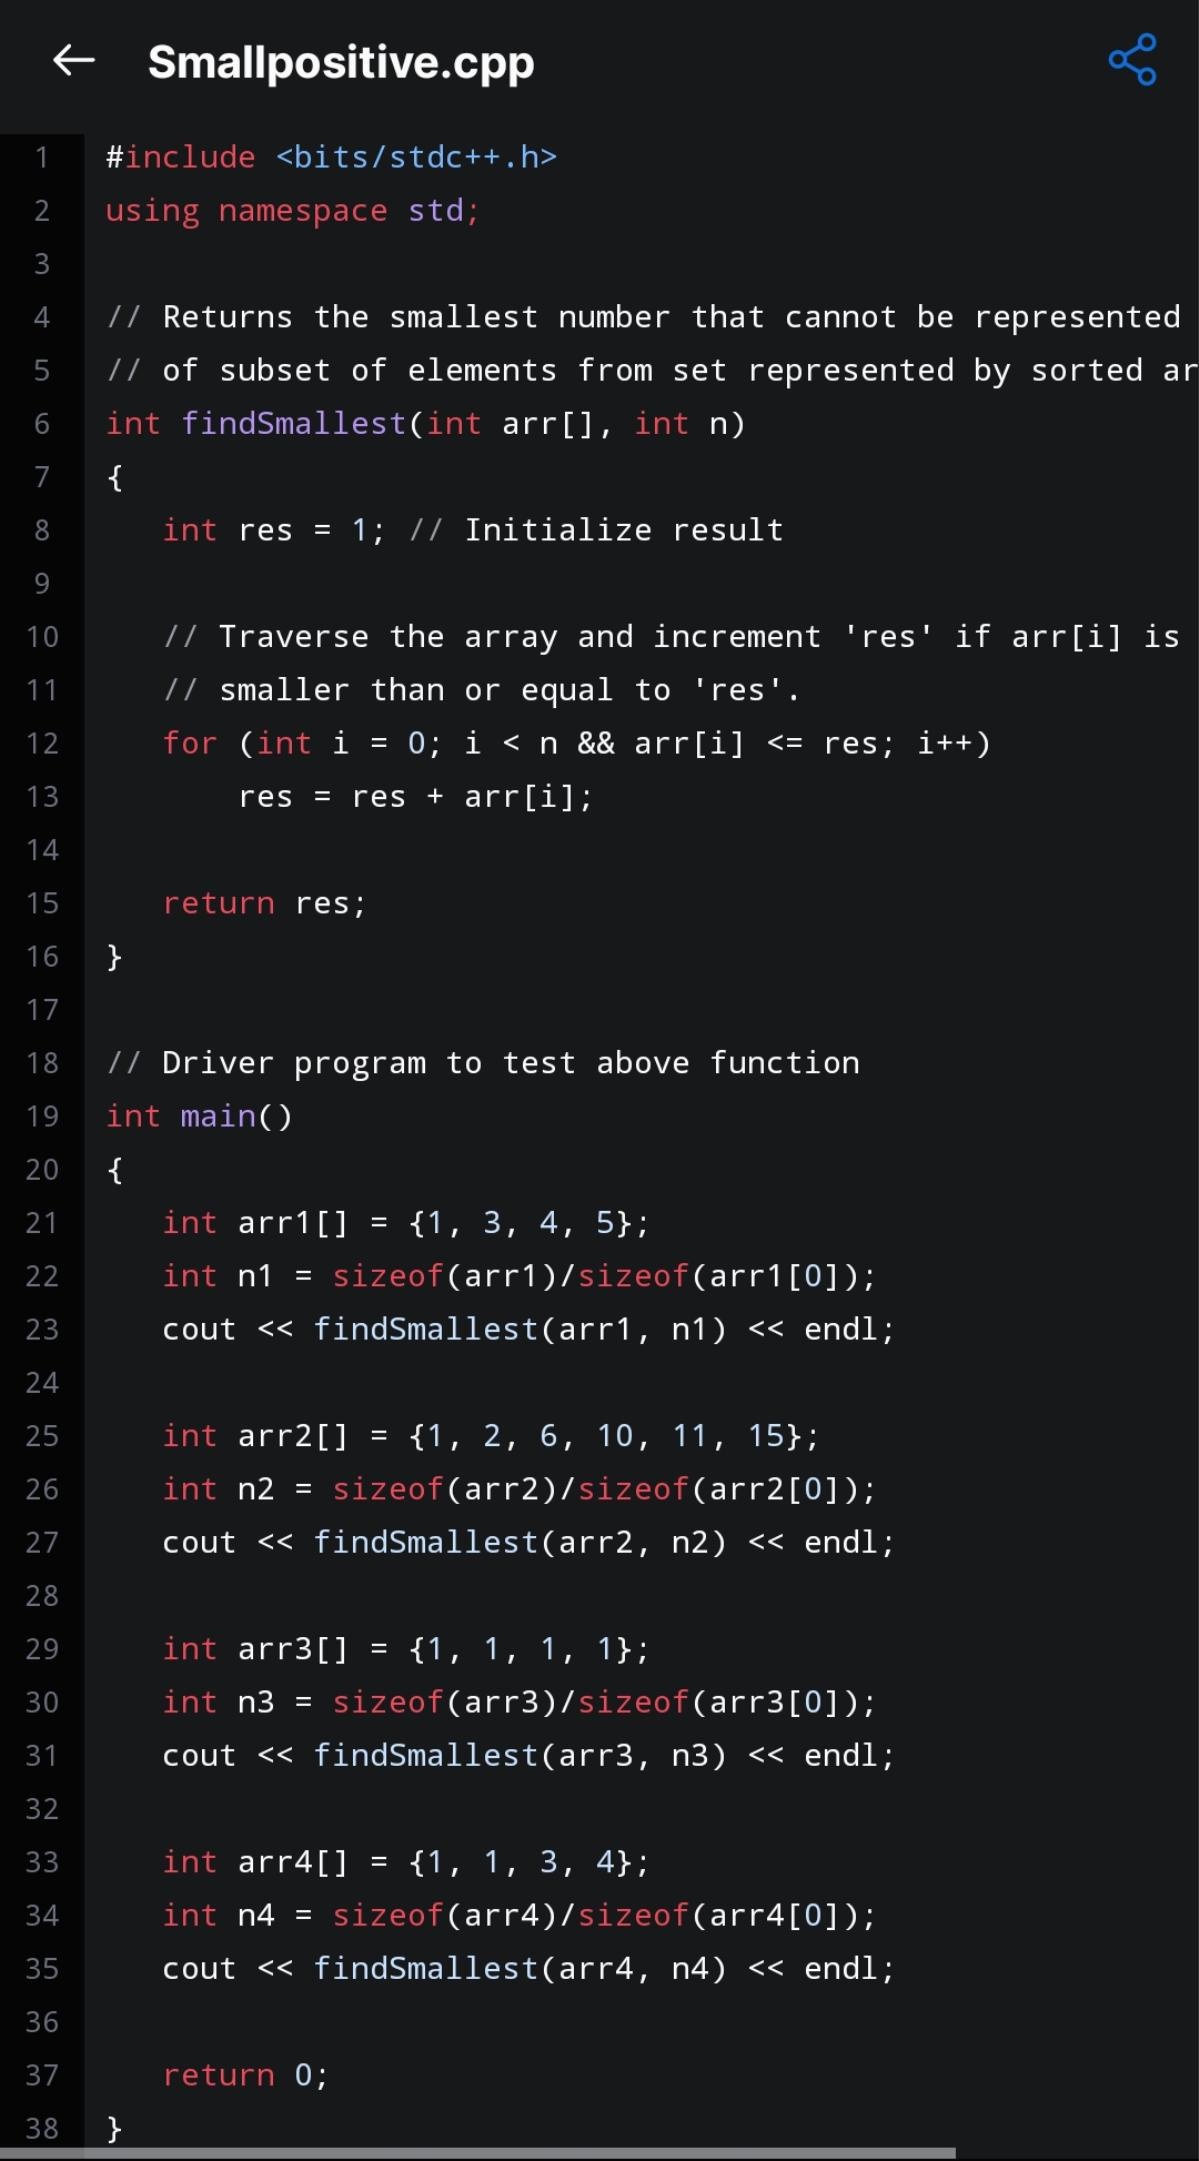 Smallpositive.cpp
1 #include <bits/stdc++.h>
2 using namespace std;
3
4 // Returns the smallest number that cannot be represented
5 // of subset of elements from set represented by sorted ar
6 int findSmallest(int arr[], int n)
7 {
8    int res = 1; // Initialize result
9
10    // Traverse the array and increment 'res' if arr[i] is
11    // smaller than or equal to 'res'.
12    for (int i = 0; i < n && arr[i] <= res; i++)
13        res = res + arr[i];
14
15    return res;
16 }
17
18 // Driver program to test above function
19 int main()
20 {
21    int arr1[] = {1, 3, 4, 5};
22    int n1 = sizeof(arr1)/sizeof(arr1[0]);
23    cout << findSmallest(arr1, n1) << endl;
24
25    int arr2[] = {1, 2, 6, 10, 11, 15};
26    int n2 = sizeof(arr2)/sizeof(arr2[0]);
27    cout << findSmallest(arr2, n2) << endl;
28
29    int arr3[] = {1, 1, 1, 1};
30    int n3 = sizeof(arr3)/sizeof(arr3[0]);
31    cout << findSmallest(arr3, n3) << endl;
32
33    int arr4[] = {1, 1, 3, 4};
34    int n4 = sizeof(arr4)/sizeof(arr4[0]);
35    cout << findSmallest(arr4, n4) << endl;
36
37    return 0;
38 }